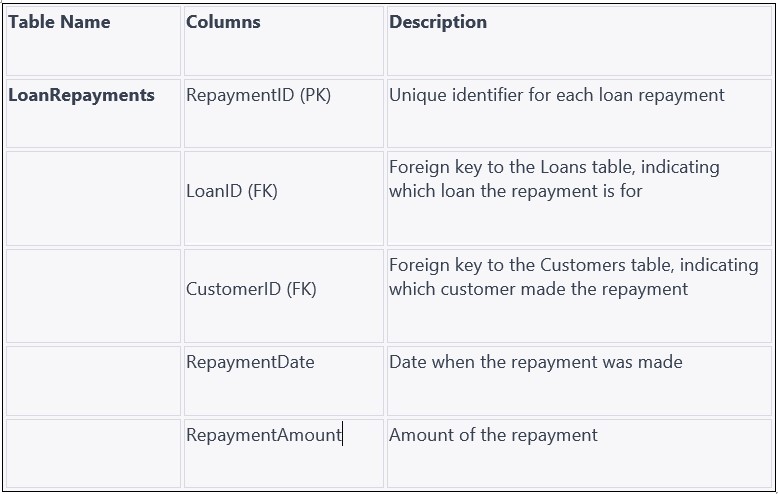 Table Name Columns Description
LoanRepayments RepaymentID (PK) Unique identifier for each loan repayment
LoanID (FK) Foreign key to the Loans table, indicating
which loan the repayment is for
CustomerID (FK) Foreign key to the Customers table, indicating
which customer made the repayment
RepaymentDate Date when the repayment was made
RepaymentAmount Amount of the repayment